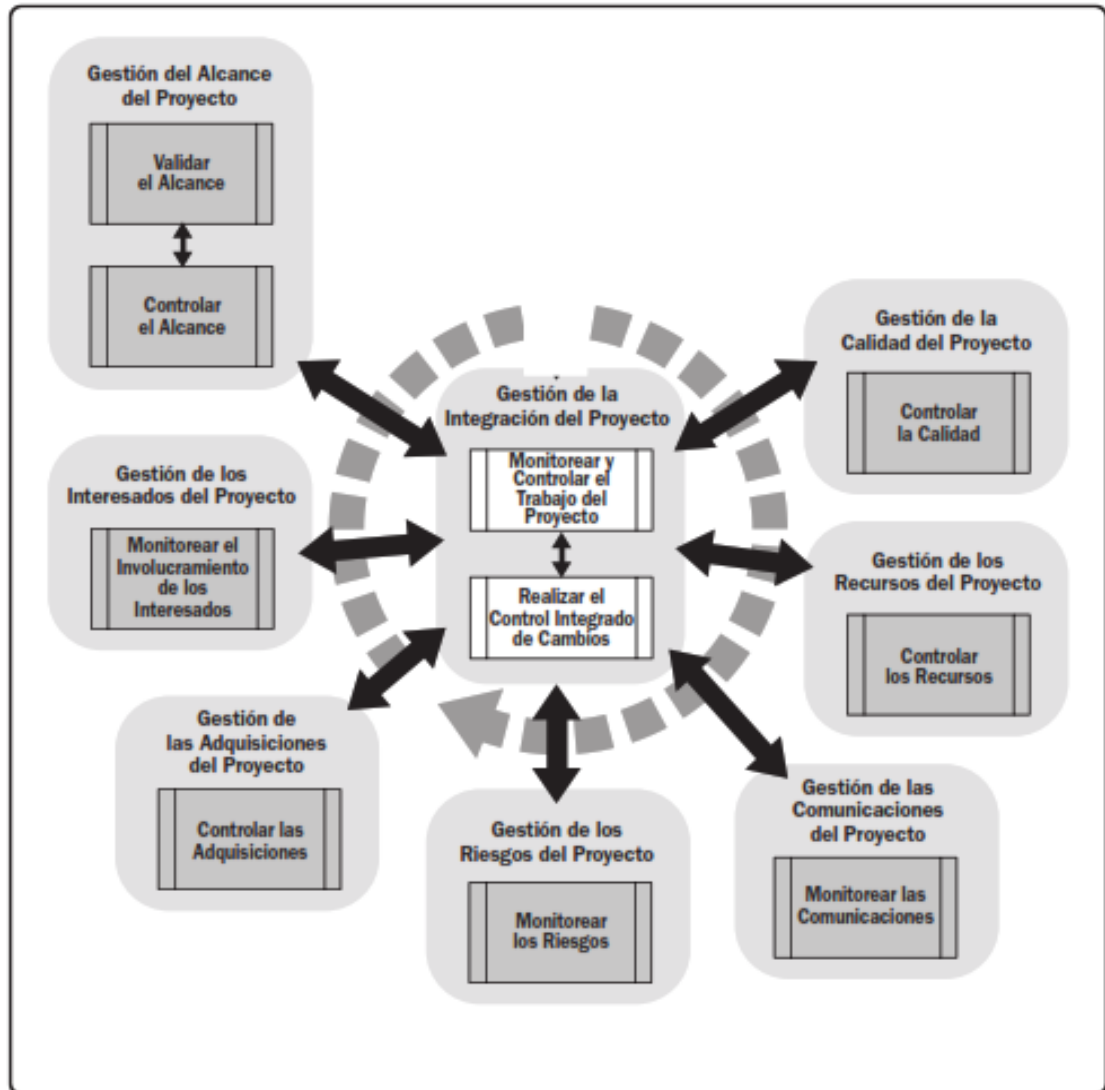 Gestión del Alcance
del Proyecto
Validar
el Alcance
Controlar
el Alcance
Gestión de la
Calidad del Proyecto
Controlar
la Calidad
Gestión de la
Integración del Proyecto
Monitorear y
Controlar el
Trabajo del
Proyecto
Realizar el
Control Integrado
de Cambios
Gestión de los
Interesados del Proyecto
Monitorear el
Involucramiento
de los
Interesados
Gestión de los
Recursos del Proyecto
Controlar
los Recursos
Gestión de
las Adquisiciones
del Proyecto
Controlar las
Adquisiciones
Gestión de los
Riesgos del Proyecto
Monitorear
los Riesgos
Gestión de las
Comunicaciones
del Proyecto
Monitorear las
Comunicaciones